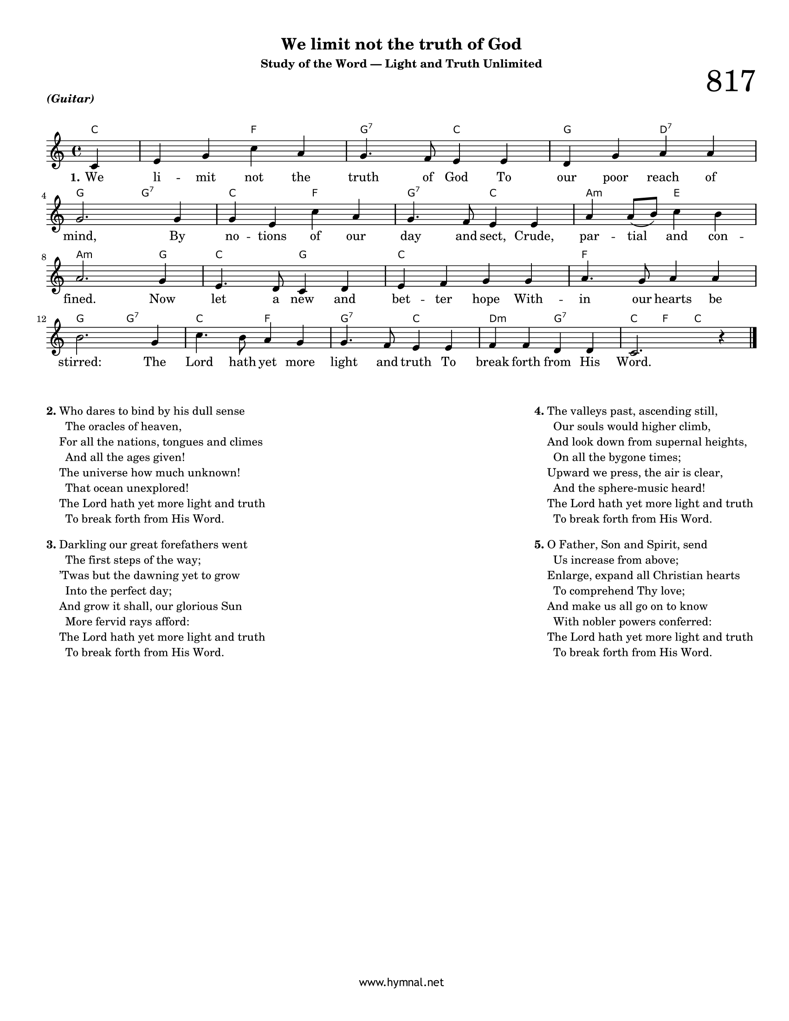 We limit not the truth of God
Study of the Word — Light and Truth Unlimited
817
(Guitar)
C F G7 C G D7
1. We li - mit not the truth of God To our poor reach of
4 G G7 C F G7 C Am E
mind, By no - tions of our day and sect, Crude, par - tial and con -
8 Am G C G C F
fined. Now let a new and bet - ter hope With - in our hearts be
12 G G7 C F G7 C Dm G7 C F C
stirred: The Lord hath yet more light and truth To break forth from His Word.
2. Who dares to bind by his dull sense
The oracles of heaven,
For all the nations, tongues and climes
And all the ages given!
The universe how much unknown!
That ocean unexplored!
The Lord hath yet more light and truth
To break forth from His Word.
3. Darkling our great forefathers went
The first steps of the way;
’Twas but the dawning yet to grow
Into the perfect day;
And grow it shall, our glorious Sun
More fervid rays afford:
The Lord hath yet more light and truth
To break forth from His Word.
4. The valleys past, ascending still,
Our souls would higher climb,
And look down from supernal heights,
On all the bygone times;
Upward we press, the air is clear,
And the sphere-music heard!
The Lord hath yet more light and truth
To break forth from His Word.
5. O Father, Son and Spirit, send
Us increase from above;
Enlarge, expand all Christian hearts
To comprehend Thy love;
And make us all go on to know
With nobler powers conferred:
The Lord hath yet more light and truth
To break forth from His Word.
www.hymnal.net